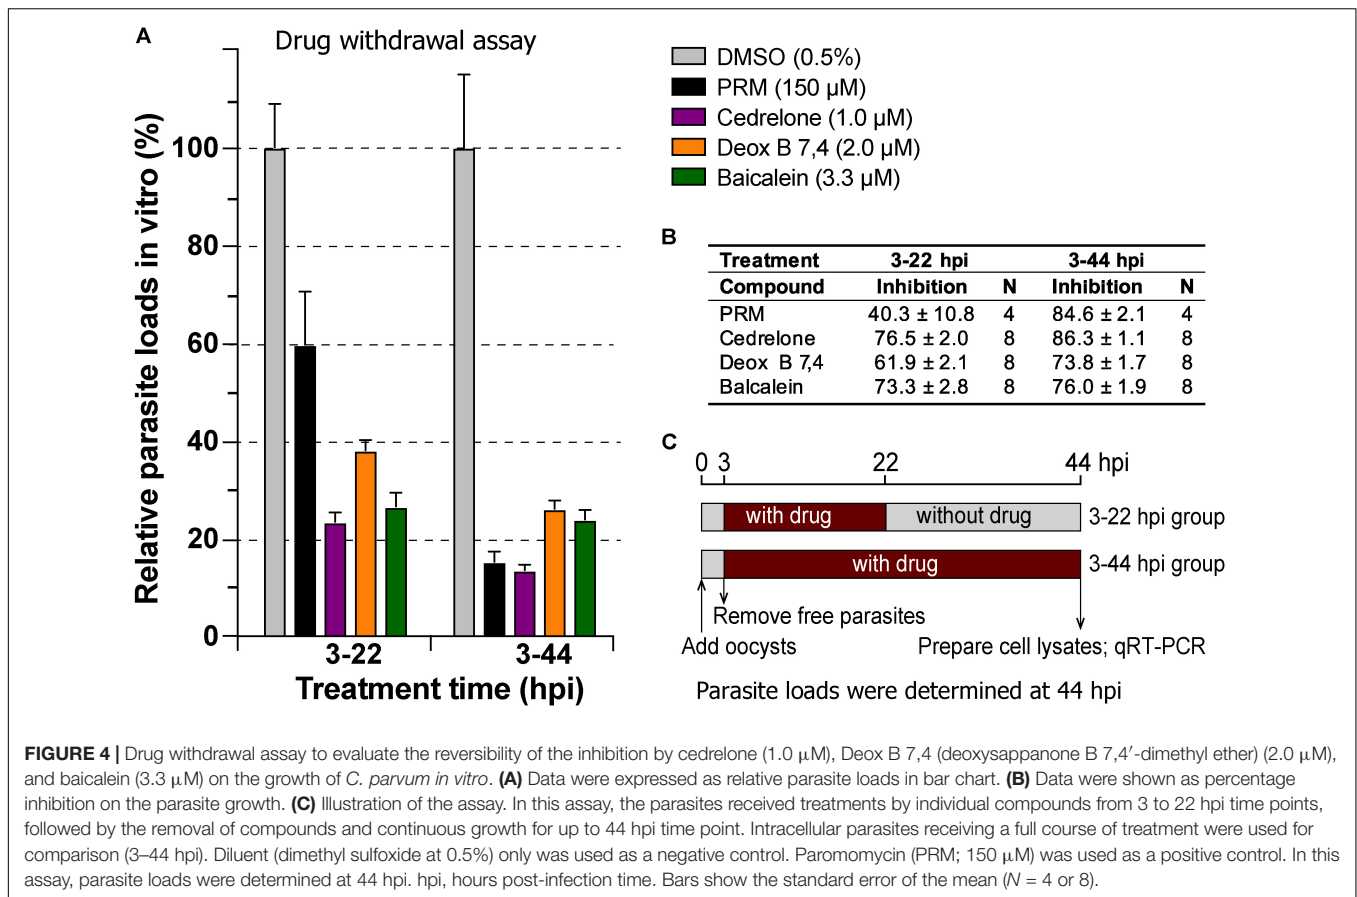 A
Drug withdrawal assay
Relative parasite loads in vitro (%)
100
80
60
40
20
0
3-22
3-44
Treatment time (hpi)
DMSO (0.5%)
PRM (150 µM)
Cedrelone (1.0 µM)
Deox B 7,4 (2.0 µM)
Baicalein (3.3 µM)
B
Treatment 3-22 hpi 3-44 hpi
Compound Inhibition N Inhibition N
PRM 40.3 ± 10.8 4 84.6 ± 2.1 4
Cedrelone 76.5 ± 2.0 8 86.3 ± 1.1 8
Deox B 7,4 61.9 ± 2.1 8 73.8 ± 1.7 8
Balcalein 73.3 ± 2.8 8 76.0 ± 1.9 8
C
0 3 22 44 hpi
with drug without drug 3-22 hpi group
with drug 3-44 hpi group
Remove free parasites
Add oocysts Prepare cell lysates; qRT-PCR
Parasite loads were determined at 44 hpi
FIGURE 4 | Drug withdrawal assay to evaluate the reversibility of the inhibition by cedrelone (1.0 µM), Deox B 7,4 (deoxysappanone B 7,4′-dimethyl ether) (2.0 µM),
and baicalein (3.3 µM) on the growth of C. parvum in vitro. (A) Data were expressed as relative parasite loads in bar chart. (B) Data were shown as percentage
inhibition on the parasite growth. (C) Illustration of the assay. In this assay, the parasites received treatments by individual compounds from 3 to 22 hpi time points,
followed by the removal of compounds and continuous growth for up to 44 hpi time point. Intracellular parasites receiving a full course of treatment were used for
comparison (3–44 hpi). Diluent (dimethyl sulfoxide at 0.5%) only was used as a negative control. Paromomycin (PRM; 150 µM) was used as a positive control. In this
assay, parasite loads were determined at 44 hpi. hpi, hours post-infection time. Bars show the standard error of the mean (N = 4 or 8).